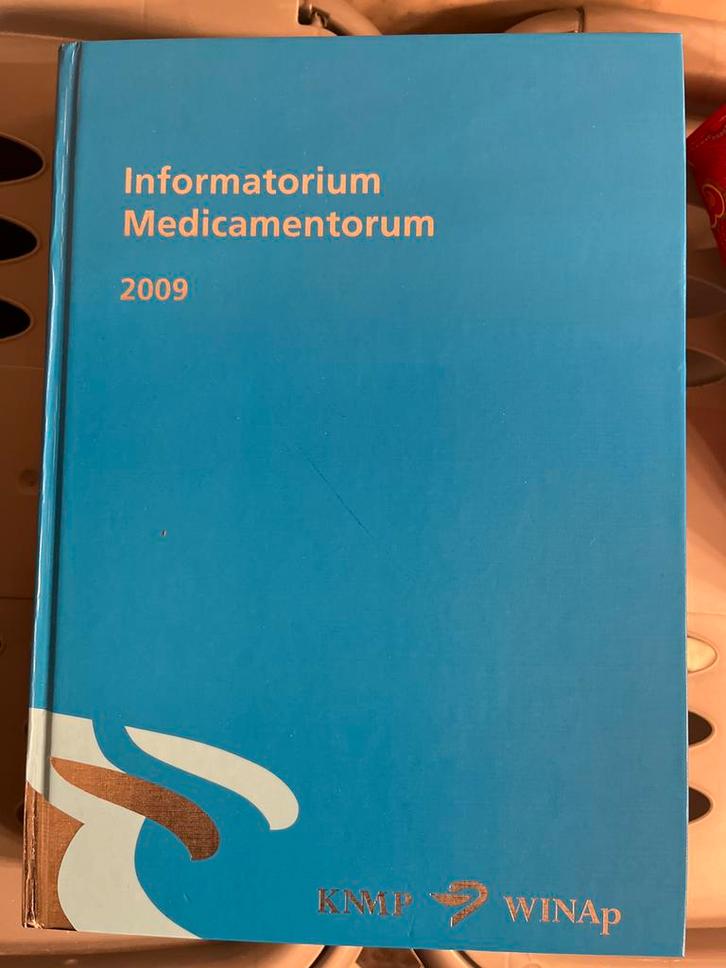 Informatorium
Medicamentorum
2009
KNMP WINAp